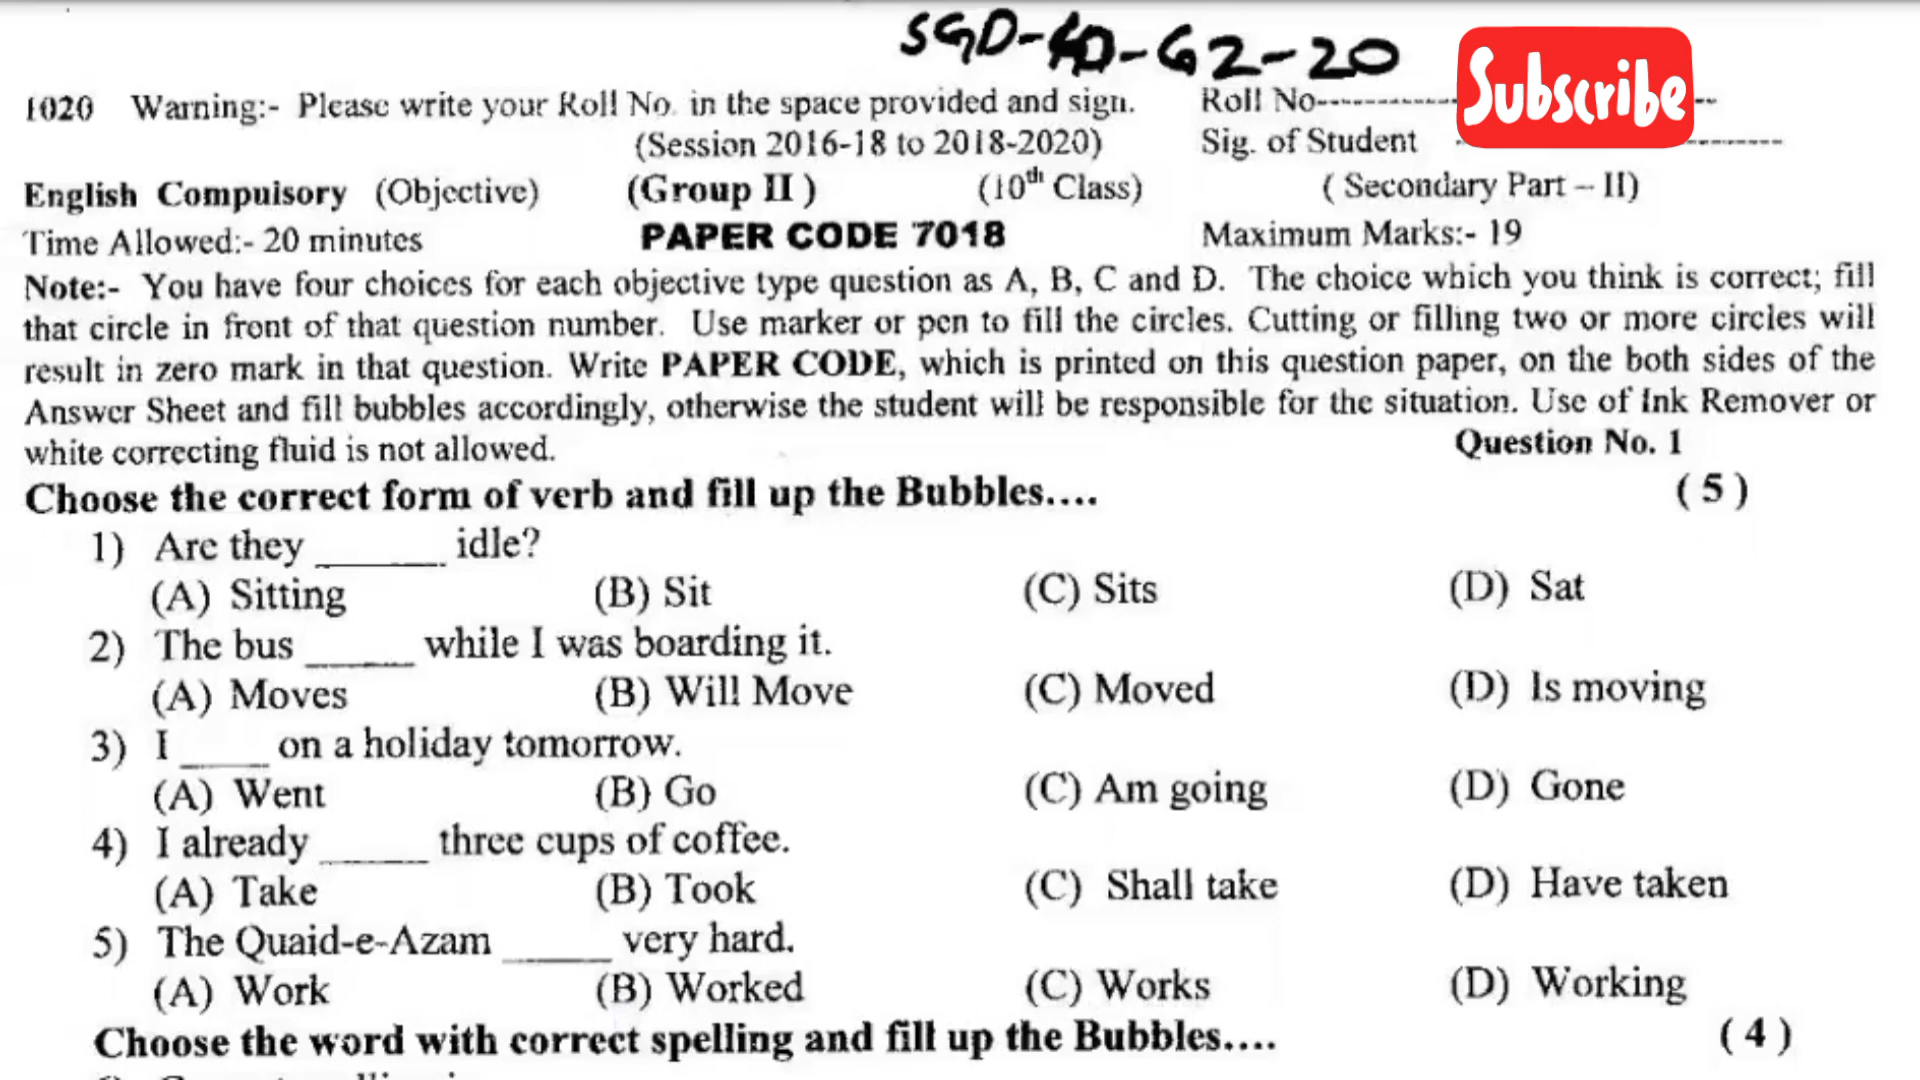 SGD-10-G2-20
Subscribe
1020 Warning:- Please write your Roll No. in the space provided and sign. Roll No-----------
(Session 2016-18 to 2018-2020) Sig. of Student -----------
English Compulsory (Objective) (Group II) (10th Class) (Secondary Part – II)
Time Allowed:- 20 minutes PAPER CODE 7018 Maximum Marks:- 19
Note:- You have four choices for each objective type question as A, B, C and D. The choice which you think is correct; fill
that circle in front of that question number. Use marker or pen to fill the circles. Cutting or filling two or more circles will
result in zero mark in that question. Write PAPER CODE, which is printed on this question paper, on the both sides of the
Answer Sheet and fill bubbles accordingly, otherwise the student will be responsible for the situation. Use of Ink Remover or
white correcting fluid is not allowed. Question No. 1
Choose the correct form of verb and fill up the Bubbles.... (5)
1) Are they ______ idle?
(A) Sitting (B) Sit (C) Sits (D) Sat
2) The bus _____ while I was boarding it.
(A) Moves (B) Will Move (C) Moved (D) Is moving
3) I ____ on a holiday tomorrow.
(A) Went (B) Go (C) Am going (D) Gone
4) I already _____ three cups of coffee.
(A) Take (B) Took (C) Shall take (D) Have taken
5) The Quaid-e-Azam _____ very hard.
(A) Work (B) Worked (C) Works (D) Working
Choose the word with correct spelling and fill up the Bubbles.... (4)